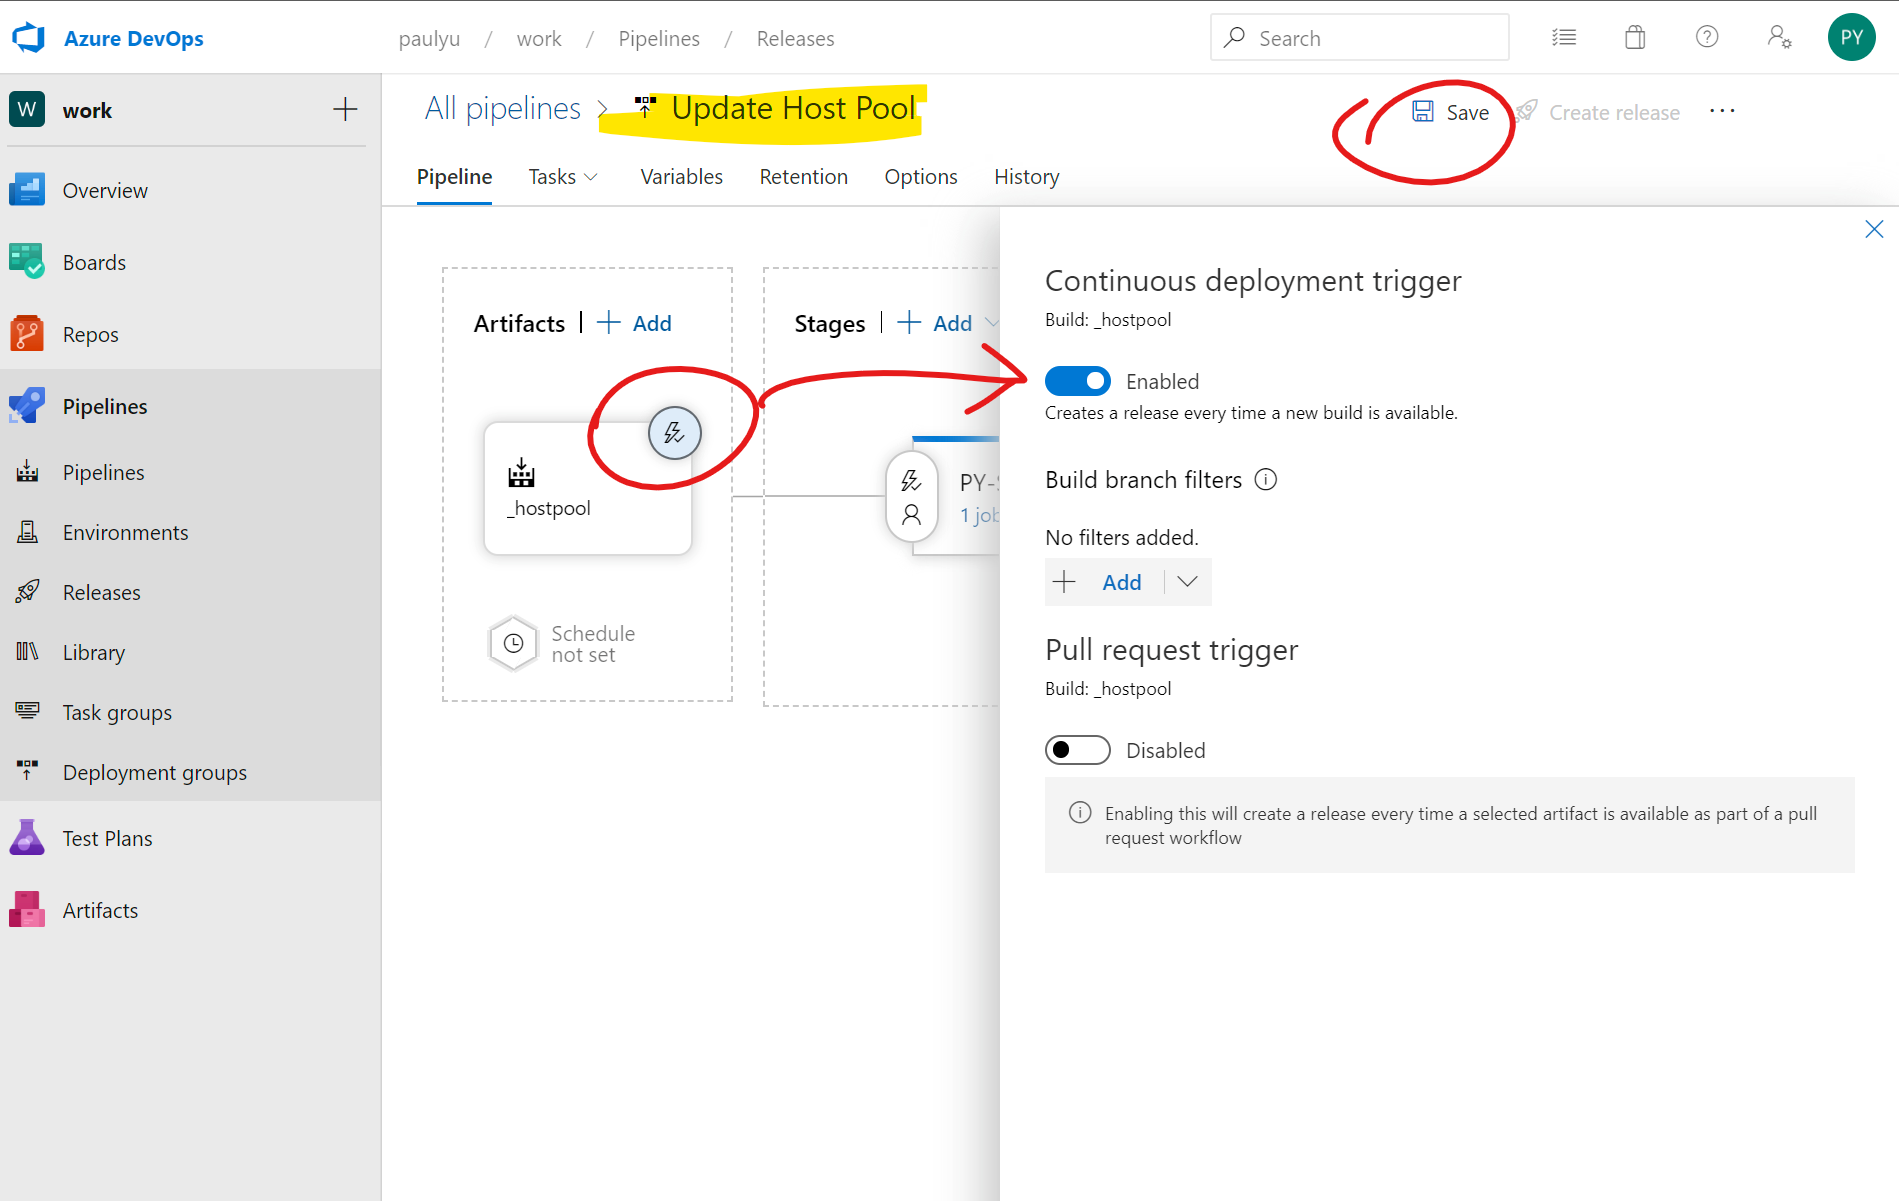 Azure DevOps
paulyu / work / Pipelines / Releases
Search
PY
W work
All pipelines > Update Host Pool
Save
Create release
Pipeline Tasks Variables Retention Options History
Overview
Boards
Repos
Pipelines
Pipelines
Environments
Releases
Library
Task groups
Deployment groups
Test Plans
Artifacts
Artifacts | + Add
_hostpool
Schedule
not set
Stages | + Add
PY-S
1 job
Continuous deployment trigger
Build: _hostpool
Enabled
Creates a release every time a new build is available.
Build branch filters
No filters added.
+ Add
Pull request trigger
Build: _hostpool
Disabled
Enabling this will create a release every time a selected artifact is available as part of a pull
request workflow